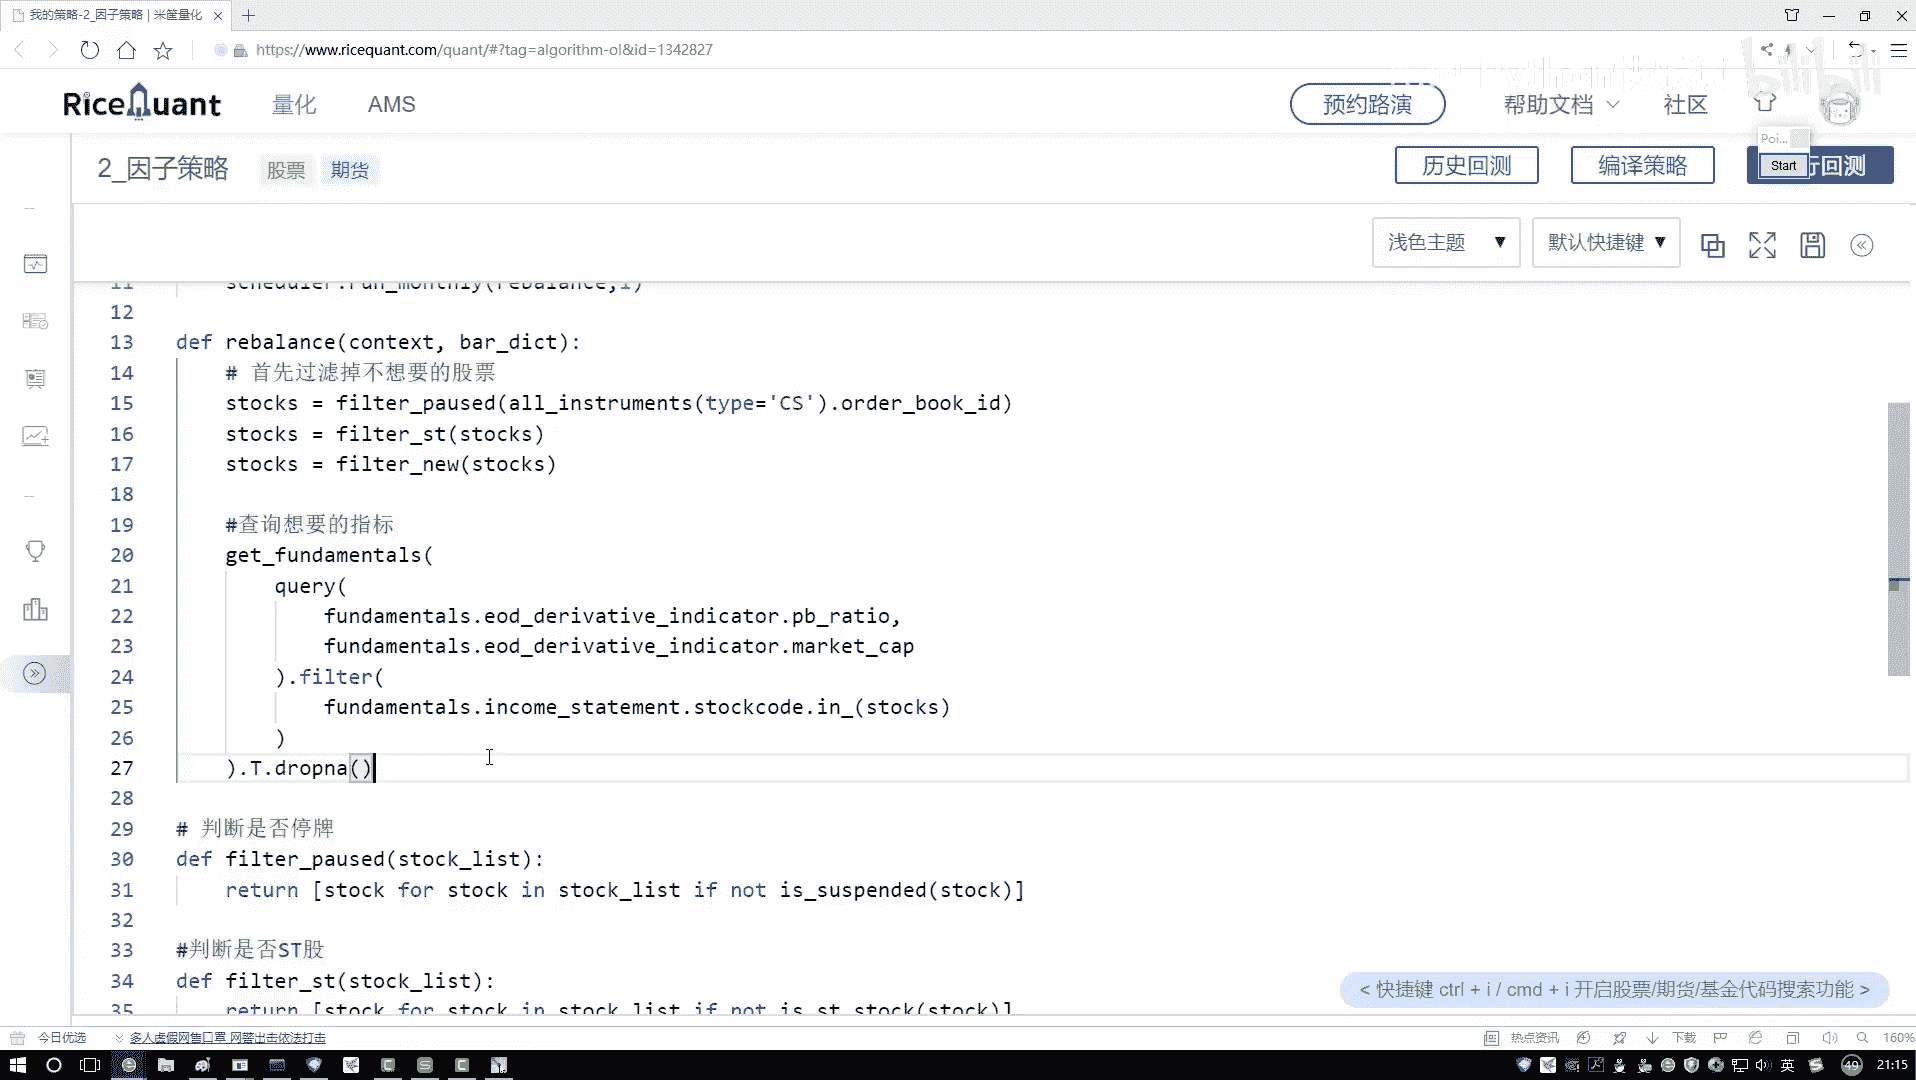 我的策略-2_因子策略 | 米筐量化
https://www.ricequant.com/quant/#?tag=algorithm-ol&id=1342827
RiceQuant 量化 AMS 预约路演 帮助文档 社区
Poi...
2_因子策略 股票 期货 历史回测 编译策略 Start 行回测
浅色主题 ▼ 默认快捷键 ▼
11 scheduler.run_monthly(rebalance,1)
12
13 def rebalance(context, bar_dict):
14 # 首先过滤掉不想要的股票
15 stocks = filter_paused(all_instruments(type='CS').order_book_id)
16 stocks = filter_st(stocks)
17 stocks = filter_new(stocks)
18
19 #查询想要的指标
20 get_fundamentals(
21 query(
22 fundamentals.eod_derivative_indicator.pb_ratio,
23 fundamentals.eod_derivative_indicator.market_cap
24 ).filter(
25 fundamentals.income_statement.stockcode.in_(stocks)
26 )
27 ).T.dropna()
28
29 # 判断是否停牌
30 def filter_paused(stock_list):
31 return [stock for stock in stock_list if not is_suspended(stock)]
32
33 #判断是否ST股
34 def filter_st(stock_list):
35 return [stock for stock in stock_list if not is_st_stock(stock)]
< 快捷键 ctrl + i / cmd + i 开启股票/期货/基金代码搜索功能 >
今日优选 多人虚假网售口罩 网警出击依法打击 热点资讯 下载 160%
英 49 21:15